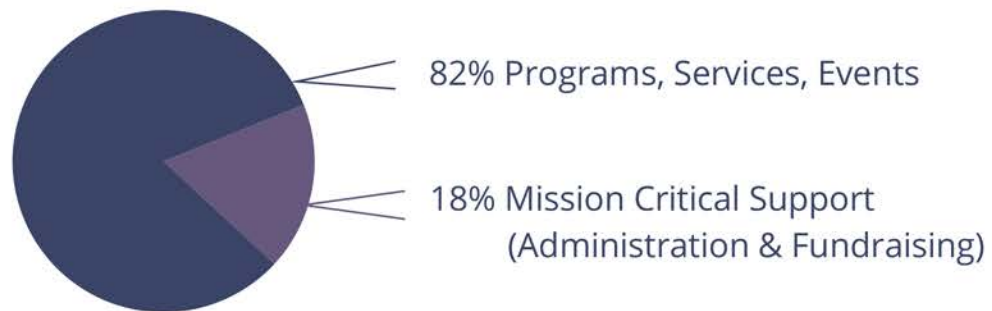 82% Programs, Services, Events
18% Mission Critical Support
(Administration & Fundraising)